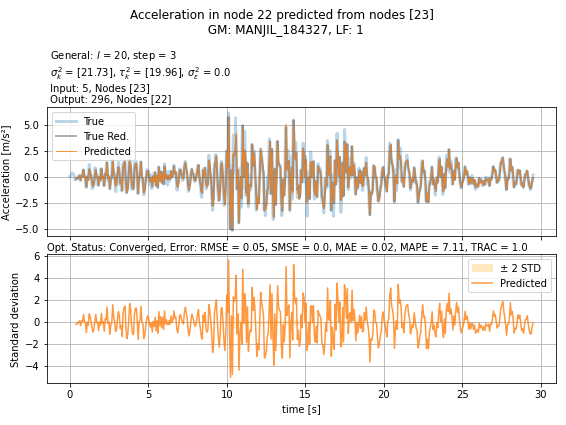 Acceleration in node 22 predicted from nodes [23]
GM: MANJIL_184327, LF: 1
General: l = 20, step = 3
σ²ₖ = [21.73], τ²ₖ = [19.96], σ²ε = 0.0
Input: 5, Nodes [23]
Output: 296, Nodes [22]
Acceleration [m/s²]
5.0
2.5
0.0
−2.5
−5.0
True
True Red.
Predicted
Opt. Status: Converged, Error: RMSE = 0.05, SMSE = 0.0, MAE = 0.02, MAPE = 7.11, TRAC = 1.0
Standard deviation
6
4
2
0
−2
−4
± 2 STD
Predicted
0 5 10 15 20 25 30
time [s]